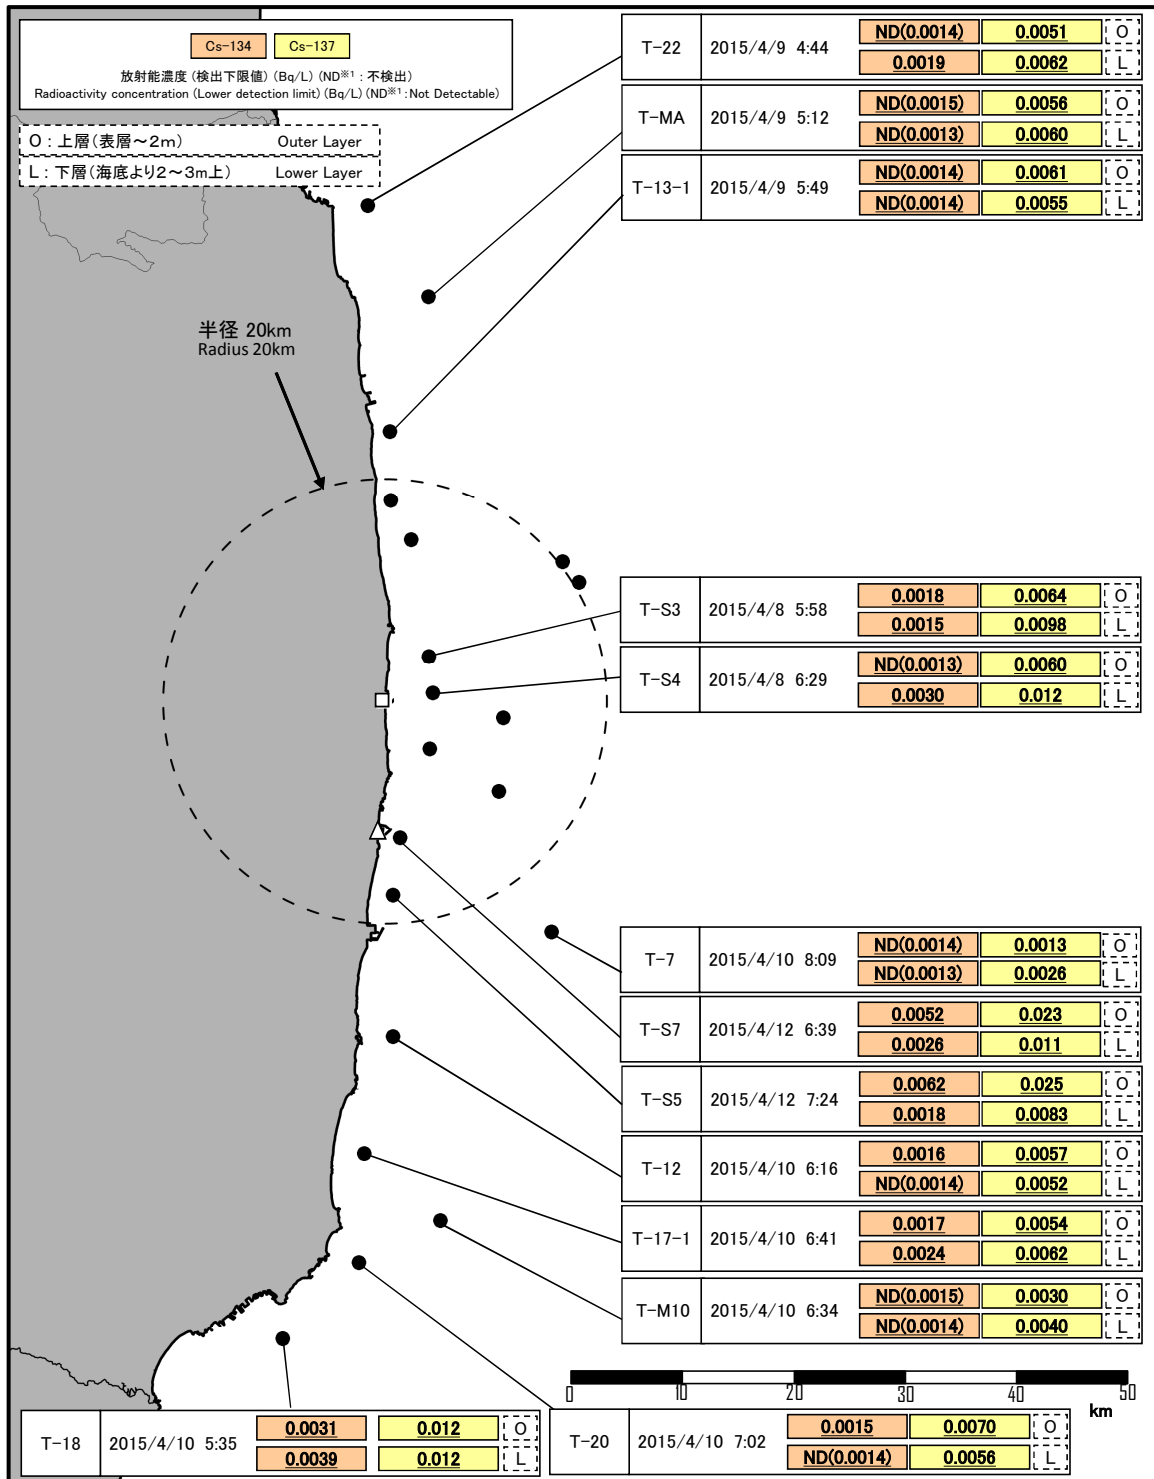 Cs-134 Cs-137
放射能濃度 (検出下限値) (Bq/L) (ND※1 : 不検出)
Radioactivity concentration (Lower detection limit) (Bq/L) (ND※1 : Not Detectable)
O : 上層(表層～2m) Outer Layer
L : 下層(海底より2～3m上) Lower Layer
T-22 2015/4/9 4:44 ND(0.0014) 0.0051 O
0.0019 0.0062 L
T-MA 2015/4/9 5:12 ND(0.0015) 0.0056 O
ND(0.0013) 0.0060 L
T-13-1 2015/4/9 5:49 ND(0.0014) 0.0061 O
ND(0.0014) 0.0055 L
半径 20km
Radius 20km
T-S3 2015/4/8 5:58 0.0018 0.0064 O
0.0015 0.0098 L
T-S4 2015/4/8 6:29 ND(0.0013) 0.0060 O
0.0030 0.012 L
T-7 2015/4/10 8:09 ND(0.0014) 0.0013 O
ND(0.0013) 0.0026 L
T-S7 2015/4/12 6:39 0.0052 0.023 O
0.0026 0.011 L
T-S5 2015/4/12 7:24 0.0062 0.025 O
0.0018 0.0083 L
T-12 2015/4/10 6:16 0.0016 0.0057 O
ND(0.0014) 0.0052 L
T-17-1 2015/4/10 6:41 0.0017 0.0054 O
0.0024 0.0062 L
T-M10 2015/4/10 6:34 ND(0.0015) 0.0030 O
ND(0.0014) 0.0040 L
0 10 20 30 40 50
km
T-18 2015/4/10 5:35 0.0031 0.012 O
0.0039 0.012 L
T-20 2015/4/10 7:02 0.0015 0.0070 O
ND(0.0014) 0.0056 L